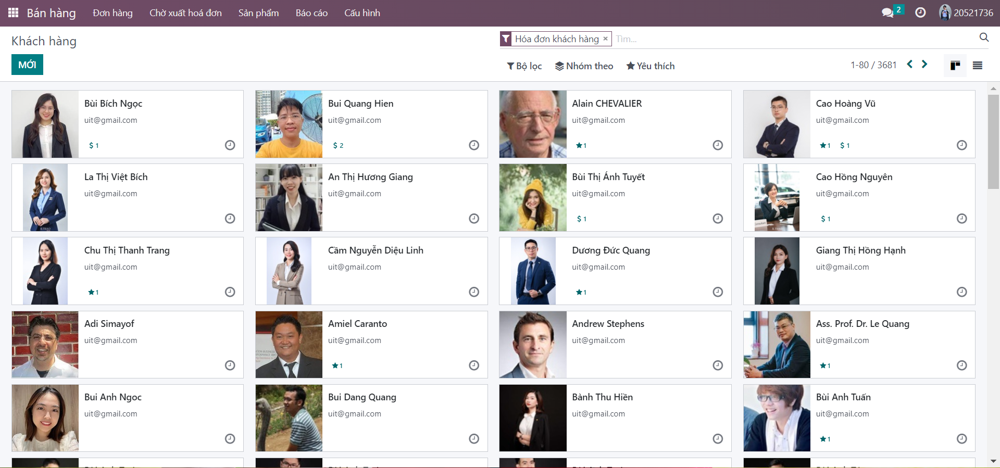 Bán hàng Đơn hàng Chờ xuất hoá đơn Sản phẩm Báo cáo Cấu hình 2 20521736
Khách hàng
Hóa đơn khách hàng × Tìm...
MỚI
Bộ lọc Nhóm theo Yêu thích 1-80 / 3681
Bùi Bích Ngọc
uit@gmail.com
$ 1
Bui Quang Hien
uit@gmail.com
$ 2
Alain CHEVALIER
uit@gmail.com
★1
Cao Hoàng Vũ
uit@gmail.com
★1 $ 1
La Thị Việt Bích
uit@gmail.com
An Thị Hương Giang
uit@gmail.com
Bùi Thị Ánh Tuyết
uit@gmail.com
$ 1
Cao Hồng Nguyên
uit@gmail.com
$ 1
Chu Thị Thanh Trang
uit@gmail.com
★1
Cầm Nguyễn Diệu Linh
uit@gmail.com
Dương Đức Quang
uit@gmail.com
★1
Giang Thị Hồng Hạnh
uit@gmail.com
Adi Simayof
uit@gmail.com
Amiel Caranto
uit@gmail.com
★1
Andrew Stephens
uit@gmail.com
Ass. Prof. Dr. Le Quang
uit@gmail.com
★1
Bui Anh Ngoc
uit@gmail.com
Bui Dang Quang
uit@gmail.com
Bành Thu Hiền
uit@gmail.com
Bùi Anh Tuấn
uit@gmail.com
★1